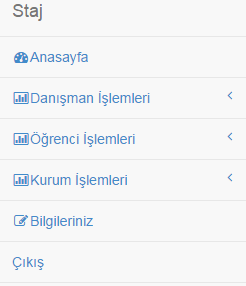 Staj
Anasayfa
Danışman İşlemleri
Öğrenci İşlemleri
Kurum İşlemleri
Bilgileriniz
Çıkış